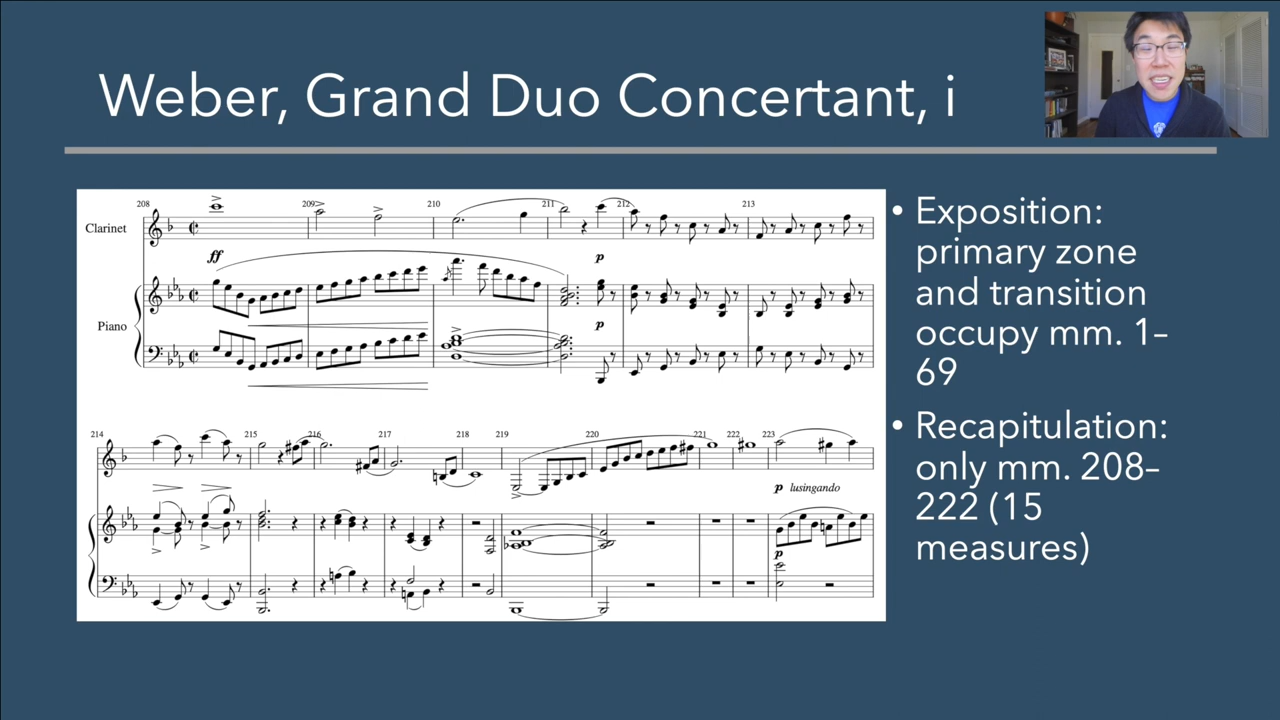 Weber, Grand Duo Concertant, i
208
209
210
211
212
213
Clarinet
ff
p
Piano
p
214
215
216
217
218
219
220
221
222
223
p lusingando
p
• Exposition:
primary zone
and transition
occupy mm. 1–
69
• Recapitulation:
only mm. 208–
222 (15
measures)